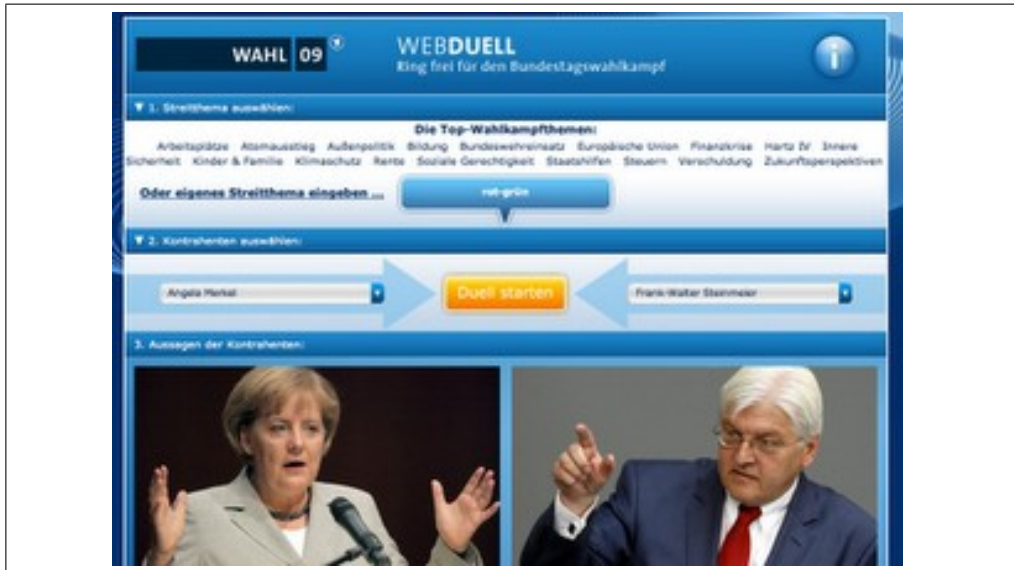 WAHL 09
WEBDUELL
Ring frei für den Bundestagswahlkampf
i
▼ 1. Streitthema auswählen:
Die Top-Wahlkampfthemen:
Arbeitsplätze Atomausstieg Außenpolitik Bildung Bundeswehreinsatz Europäische Union Finanzkrise Hartz IV Innere
Sicherheit Kinder & Familie Klimaschutz Rente Soziale Gerechtigkeit Staatshilfen Steuern Verschuldung Zukunftsperspektiven
Oder eigenes Streitthema eingeben ...
rot-grün
▼ 2. Kontrahenten auswählen:
Angela Merkel
Duell starten
Frank-Walter Steinmeier
3. Aussagen der Kontrahenten: